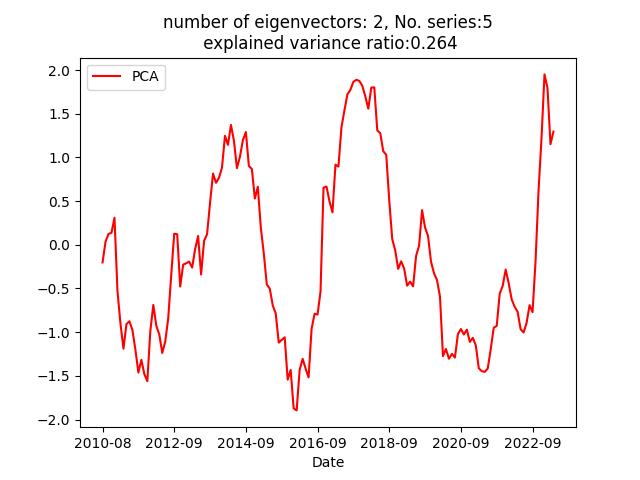 number of eigenvectors: 2, No. series:5
explained variance ratio:0.264
PCA
2.0
1.5
1.0
0.5
0.0
−0.5
−1.0
−1.5
−2.0
2010-08 2012-09 2014-09 2016-09 2018-09 2020-09 2022-09
Date